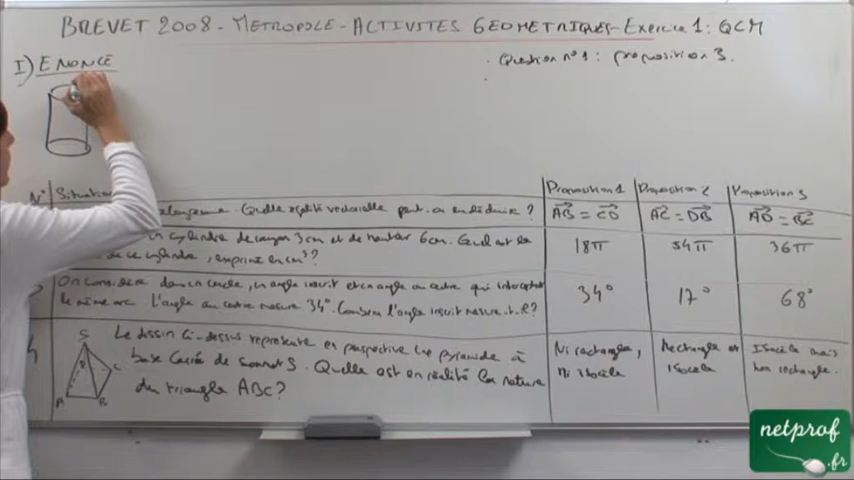 BREVET 2008 - METROPOLE - ACTIVITES GEOMETRIQUES - Exercice 1 : QCM
I) ENONCE
. Question n°1 : proposition 3.
N° Situation Proposition 1 Proposition 2 Proposition 3
Quelle égalité vectorielle peut-on en déduire ? AB = CD AC = DB AD = BC
un cylindre de rayon 3cm et de hauteur 6cm. Quel est le 18π 54π 36π
de ce cylindre, exprimé en cm³ ?
On considère dans un cercle, un angle inscrit et un angle au centre qui interceptent
le même arc. L'angle au centre mesure 34°. Combien l'angle inscrit mesure-t-il ? 34° 17° 68°
S Le dessin ci-dessus représente en perspective une pyramide à Ni rectangle, Rectangle et Isocèle mais
base carrée de sommet S. Quelle est en réalité la nature ni isocèle isocèle non rectangle.
du triangle ABC ?
A B C
netprof
.fr